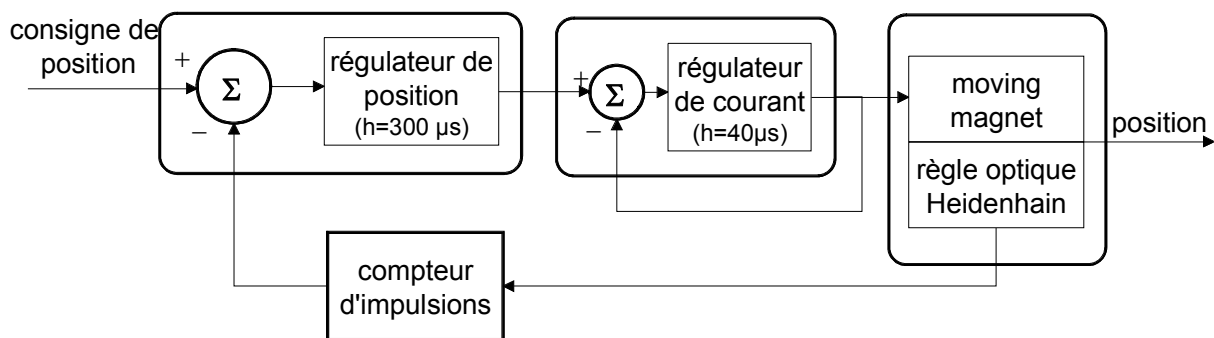 consigne de
position
+
Σ
−
régulateur de
position
(h=300 µs)
+
Σ
−
régulateur
de courant
(h=40µs)
moving
magnet
règle optique
Heidenhain
position
compteur
d'impulsions